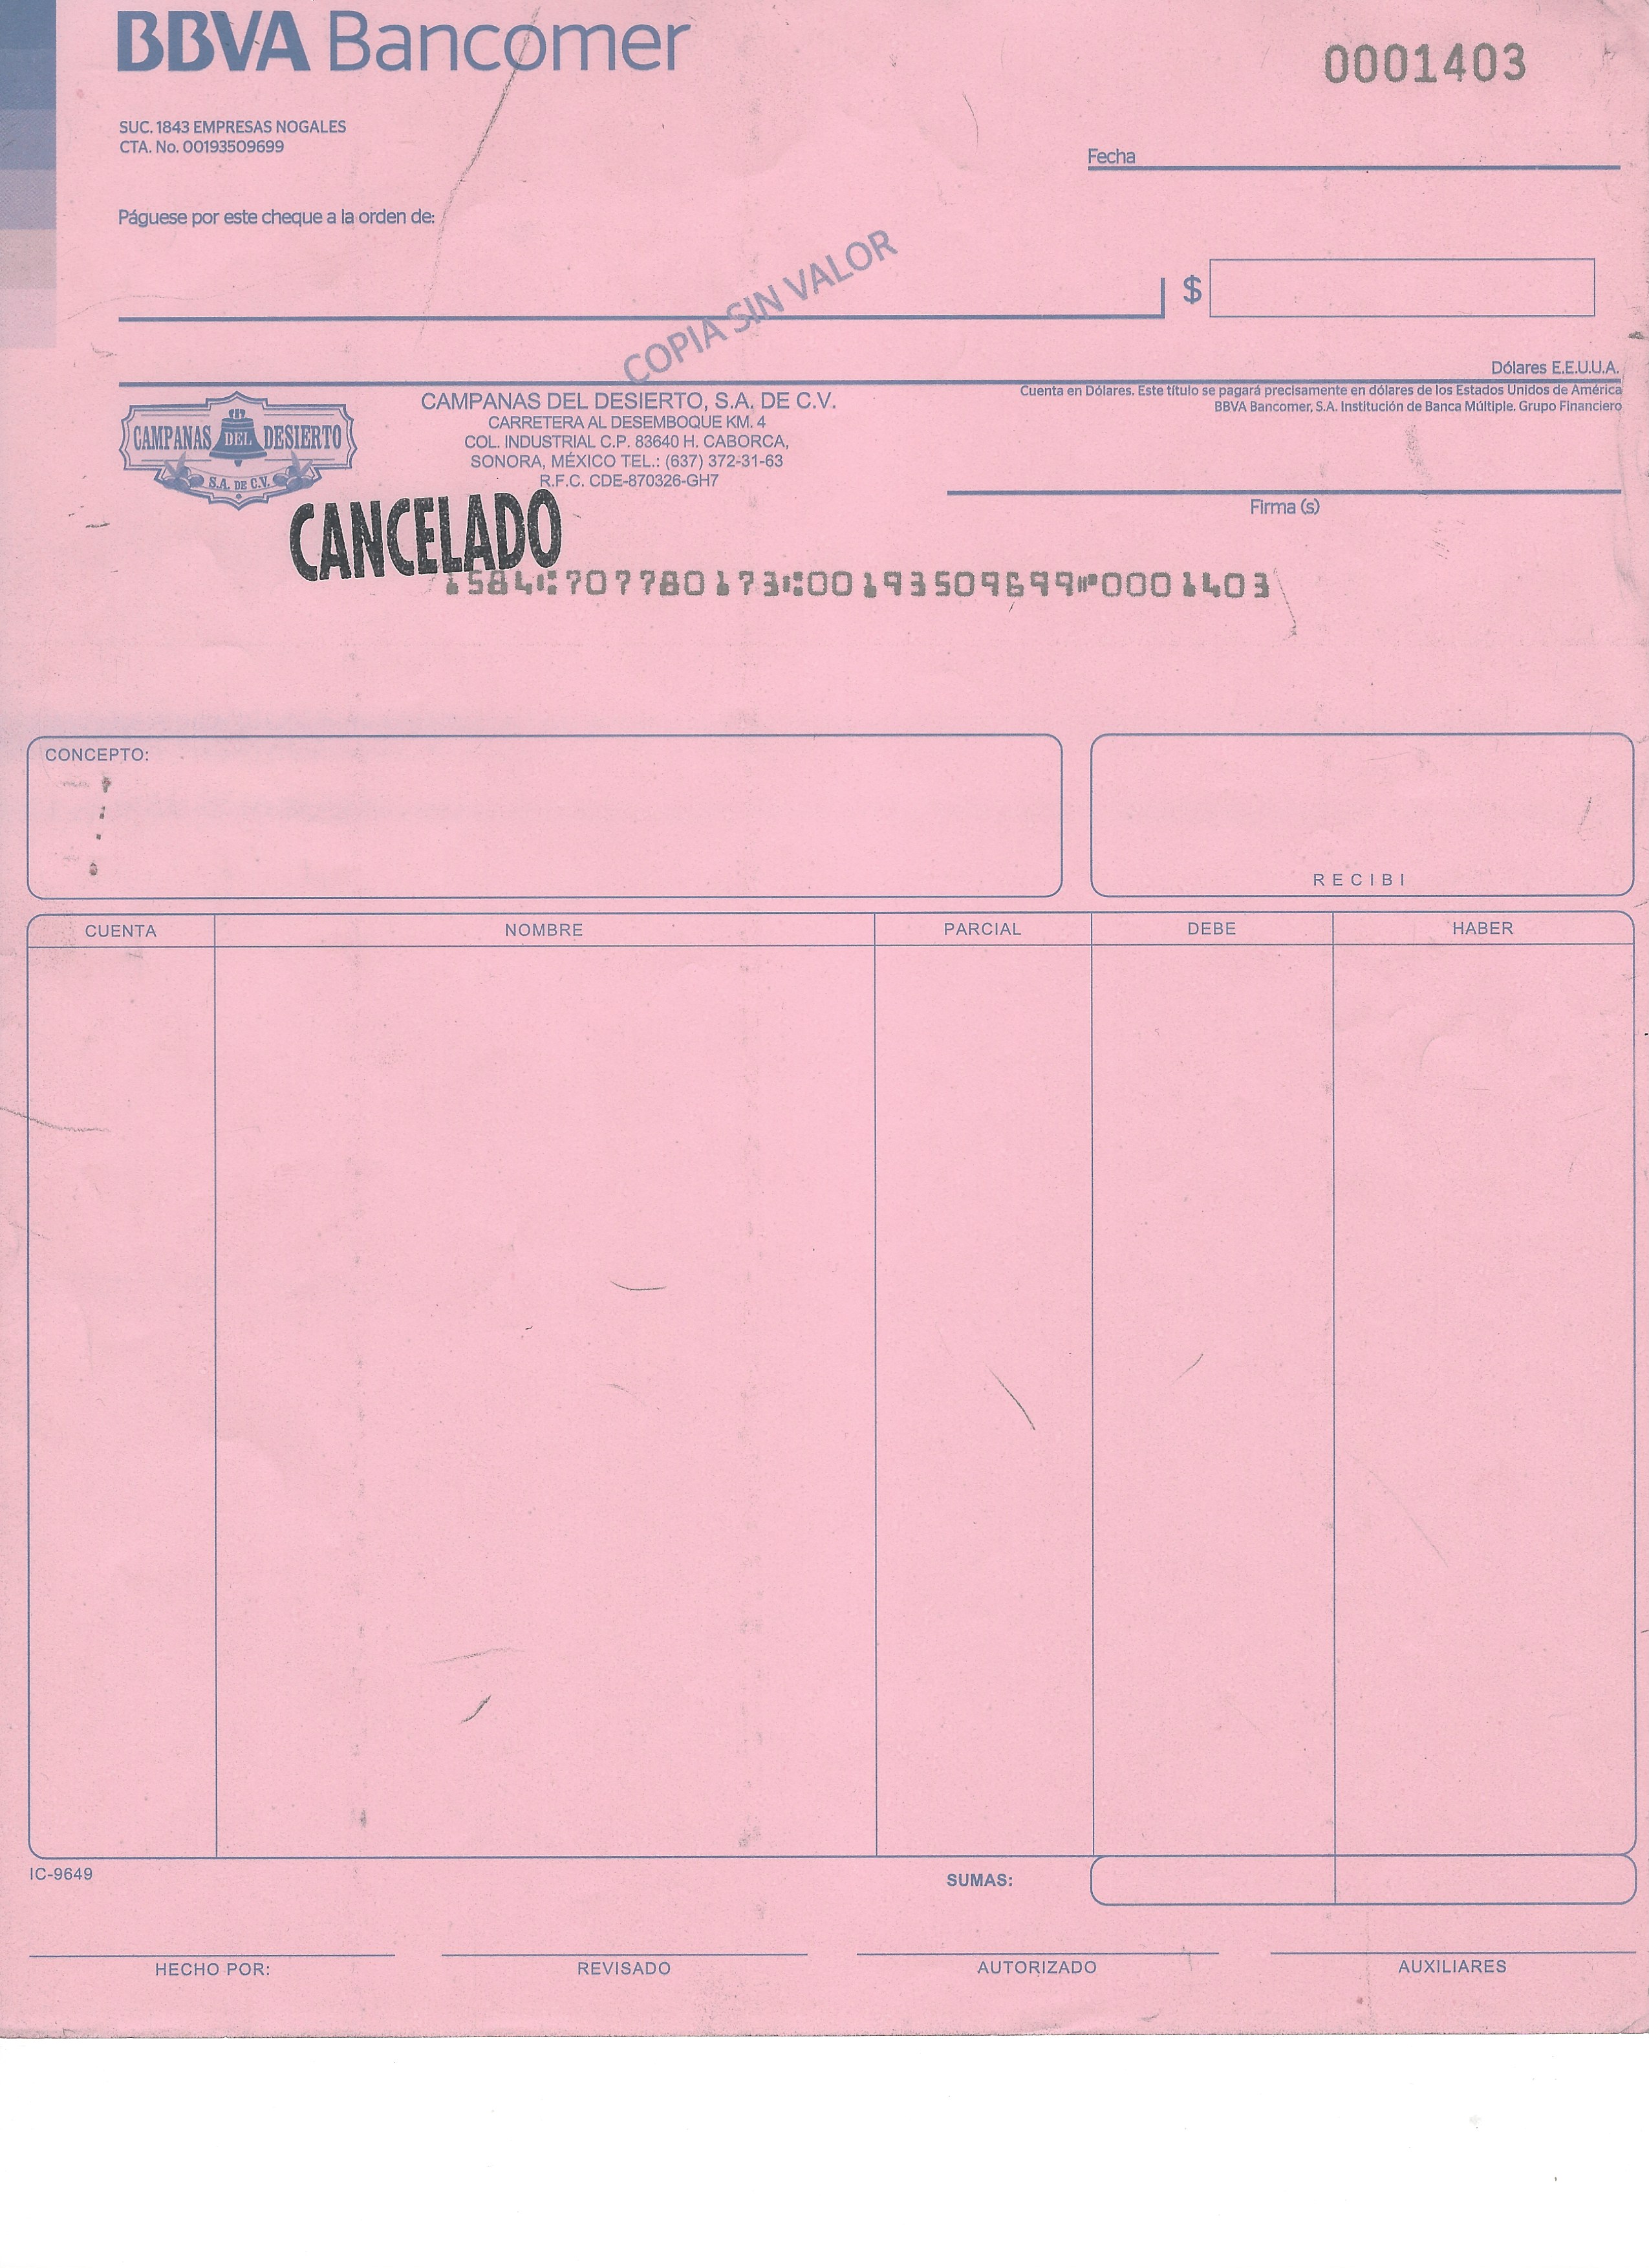 BBVA Bancomer
0001403
SUC. 1843 EMPRESAS NOGALES
CTA. No. 00193509699
Fecha
Páguese por este cheque a la orden de:
COPIA SIN VALOR
$
Dólares E.E.U.U.A.
Cuenta en Dólares. Este título se pagará precisamente en dólares de los Estados Unidos de América
BBVA Bancomer, S.A. Institución de Banca Múltiple. Grupo Financiero
CAMPANAS DEL DESIERTO
S.A. DE C.V.
CAMPANAS DEL DESIERTO, S.A. DE C.V.
CARRETERA AL DESEMBOQUE KM. 4
COL. INDUSTRIAL C.P. 83640 H. CABORCA,
SONORA, MÉXICO TEL.: (637) 372-31-63
R.F.C. CDE-870326-GH7
Firma (s)
CANCELADO
1584⑆707780173⑆00193509699⑈0001403
CONCEPTO:
RECIBI
CUENTA NOMBRE PARCIAL DEBE HABER
IC-9649
SUMAS:
HECHO POR: REVISADO AUTORIZADO AUXILIARES